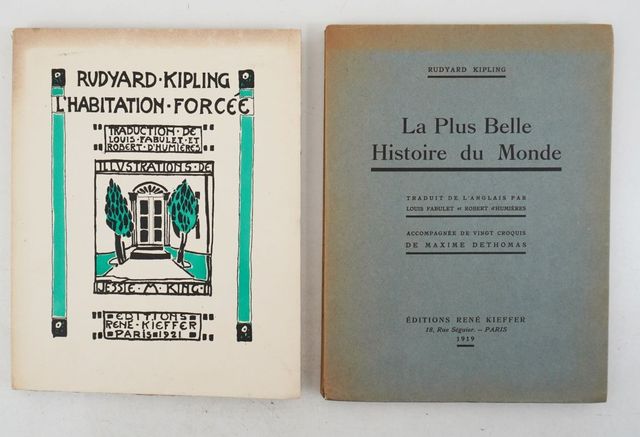 RUDYARD·KIPLING
L'HABITATION·FORCÉE
TRADUCTION·DE
LOUIS·FABULET·ET
ROBERT·D'HUMIÈRES
ILLVSTRATIONS·DE
JESSIE·M·KING
EDITIONS
RENÉ·KIEFFER
PARIS·1921
RUDYARD KIPLING
La Plus Belle
Histoire du Monde
TRADUIT DE L'ANGLAIS PAR
LOUIS FABULET et ROBERT d'HUMIÈRES
ACCOMPAGNÉE DE VINGT CROQUIS
DE MAXIME DETHOMAS
ÉDITIONS RENÉ KIEFFER
18, Rue Séguier. — PARIS
1919